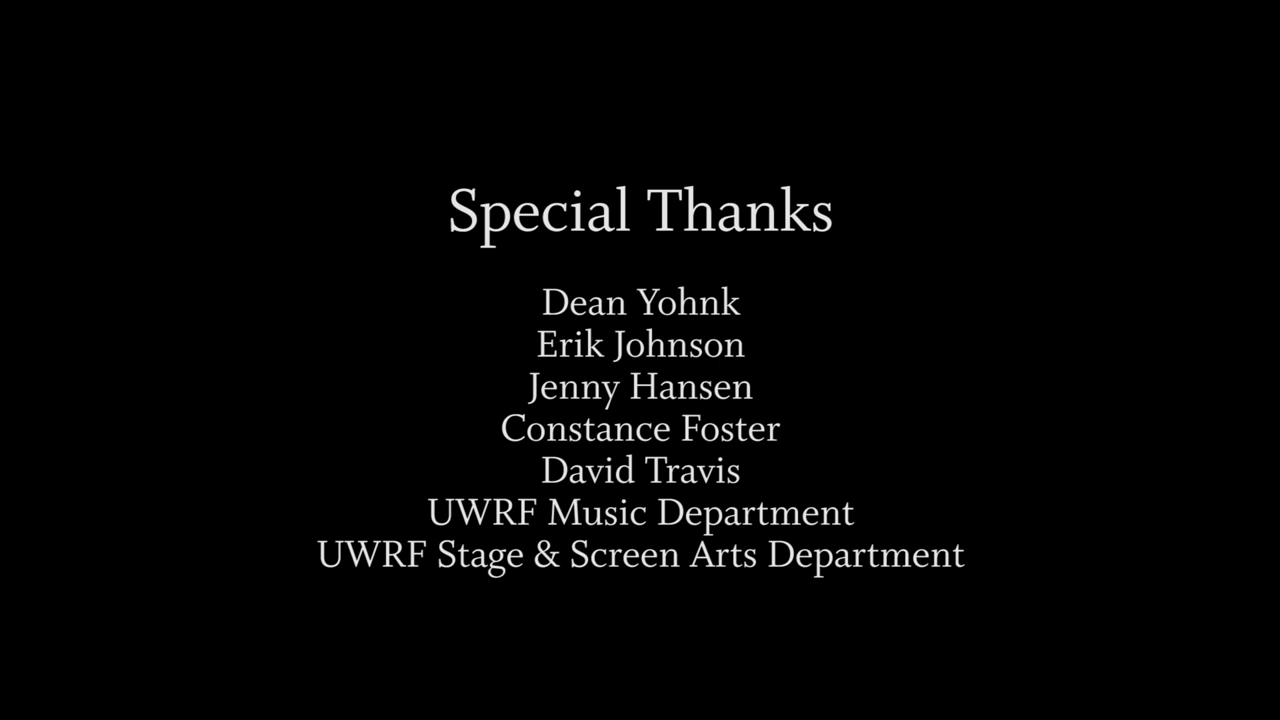 Special Thanks
Dean Yohnk
Erik Johnson
Jenny Hansen
Constance Foster
David Travis
UWRF Music Department
UWRF Stage & Screen Arts Department